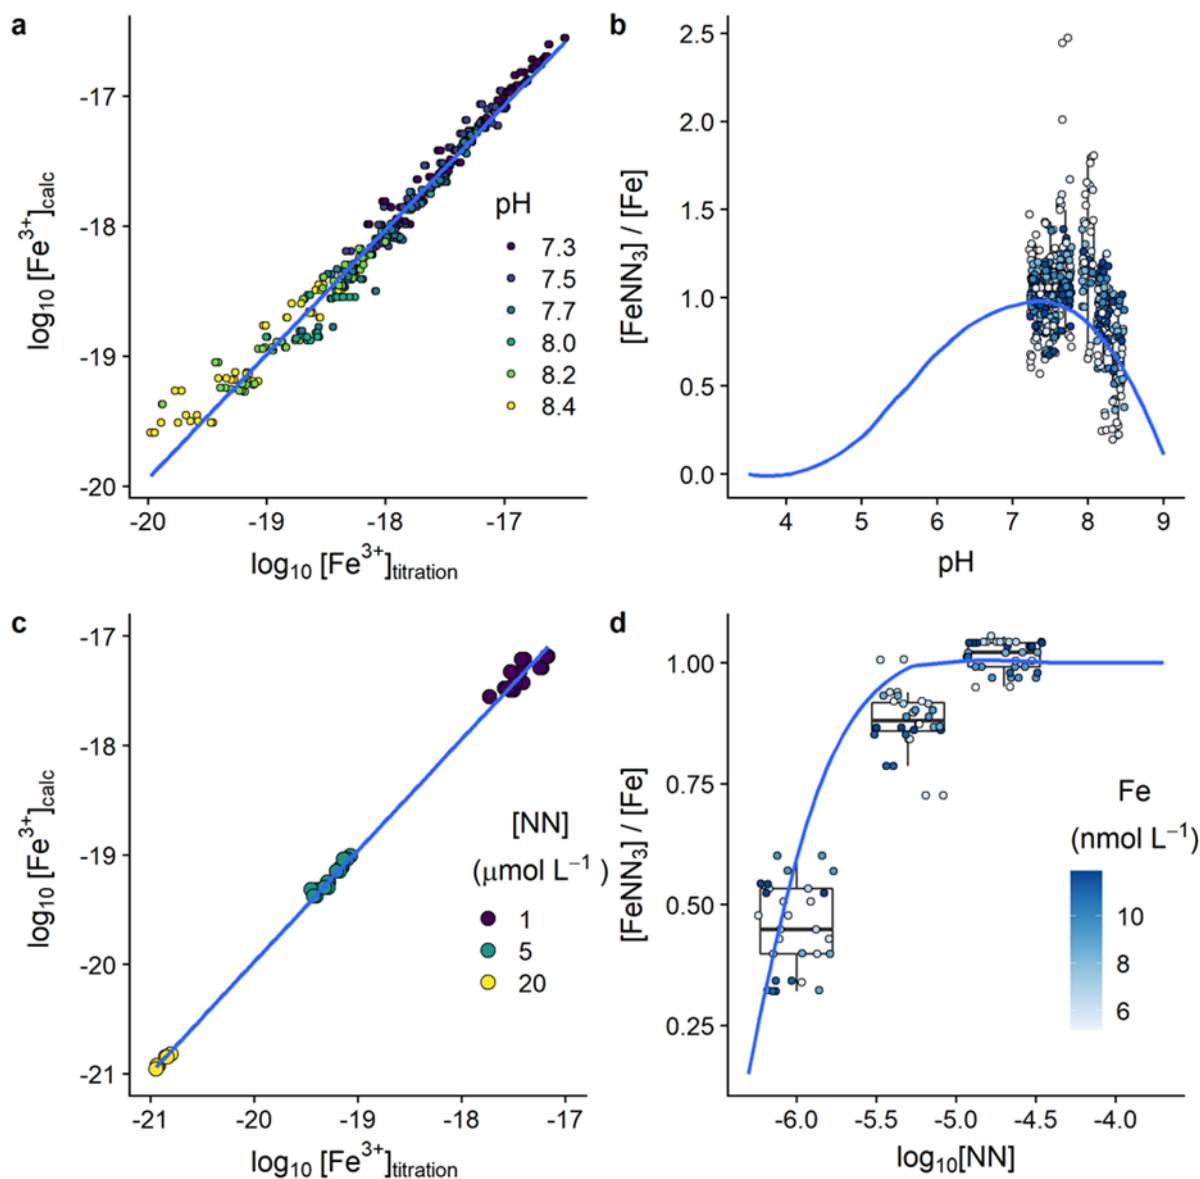 a
log₁₀ [Fe³⁺]calc
-17
-18
-19
-20
-20 -19 -18 -17
log₁₀ [Fe³⁺]titration
pH
7.3
7.5
7.7
8.0
8.2
8.4
b
[FeNN₃] / [Fe]
2.5
2.0
1.5
1.0
0.5
0.0
4 5 6 7 8 9
pH
c
log₁₀ [Fe³⁺]calc
-17
-18
-19
-20
-21
-21 -20 -19 -18 -17
log₁₀ [Fe³⁺]titration
[NN]
(μmol L⁻¹ )
1
5
20
d
[FeNN₃] / [Fe]
1.00
0.75
0.50
0.25
-6.0 -5.5 -5.0 -4.5 -4.0
log₁₀[NN]
Fe
(nmol L⁻¹)
10
8
6